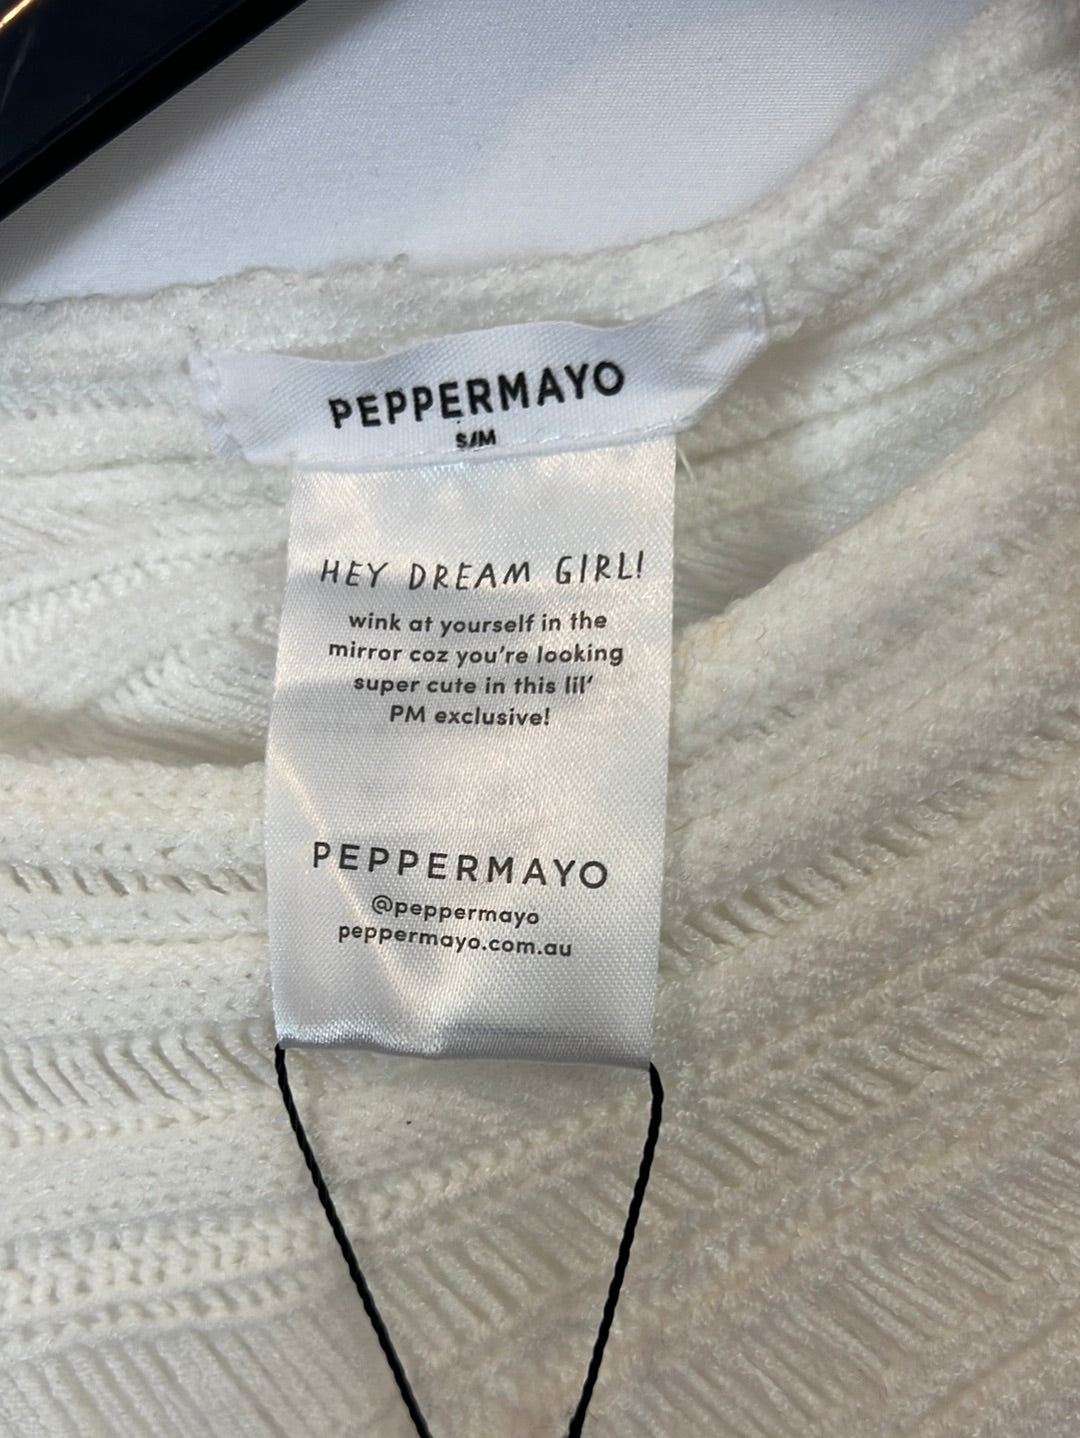 PEPPERMAYO
S/M
HEY DREAM GIRL!
wink at yourself in the
mirror coz you're looking
super cute in this lil'
PM exclusive!
PEPPERMAYO
@peppermayo
peppermayo.com.au